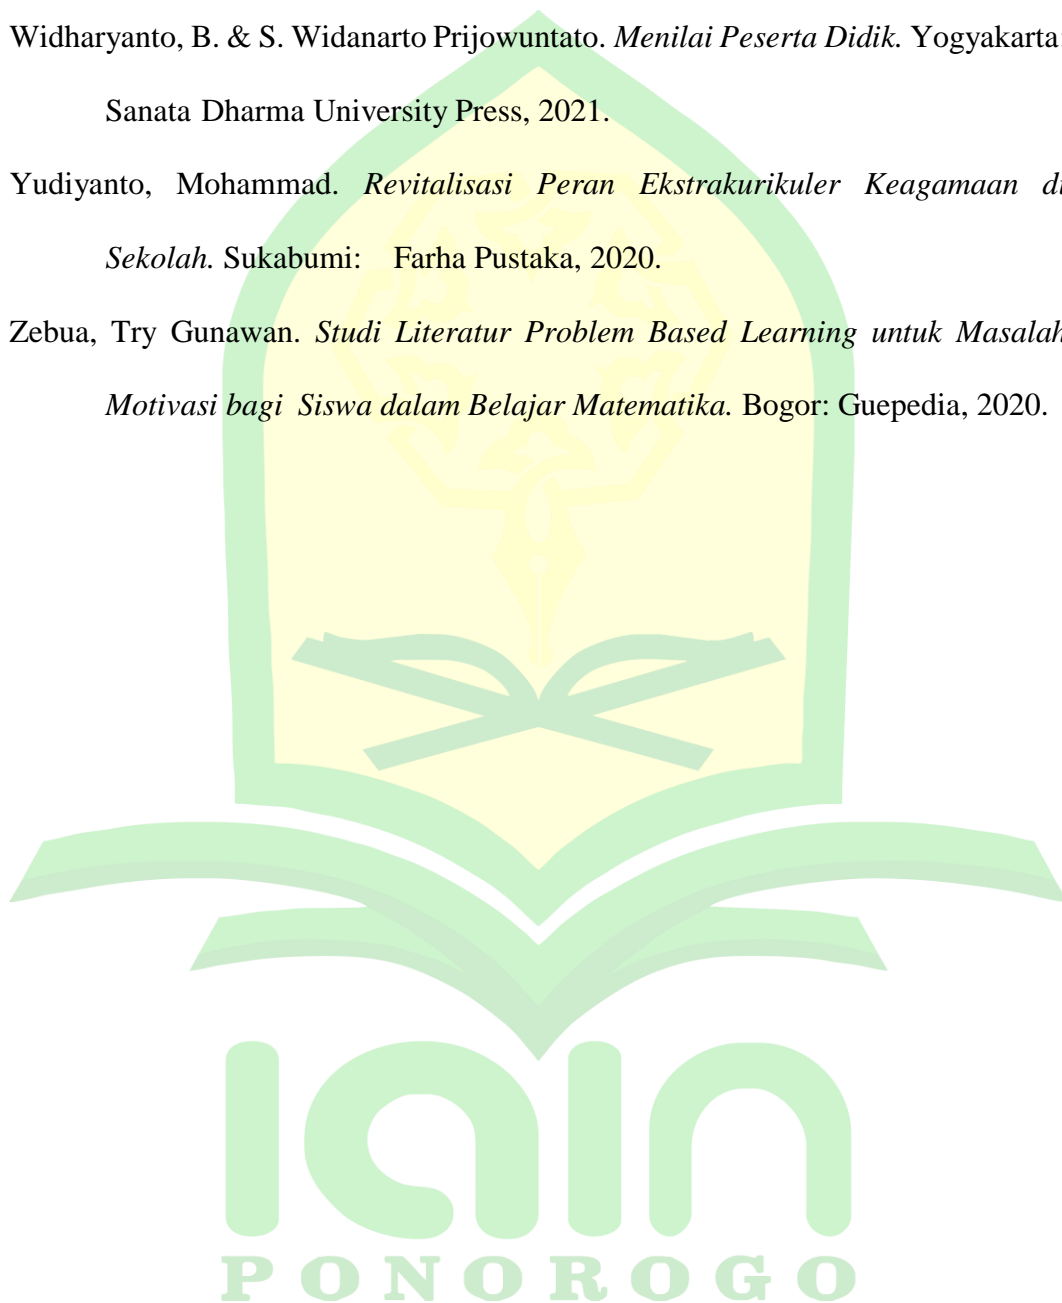 Widharyanto, B. & S. Widanarto Prijowuntato. Menilai Peserta Didik. Yogyakarta:
Sanata Dharma University Press, 2021.
Yudiyanto, Mohammad. Revitalisasi Peran Ekstrakurikuler Keagamaan di
Sekolah. Sukabumi: Farha Pustaka, 2020.
Zebua, Try Gunawan. Studi Literatur Problem Based Learning untuk Masalah
Motivasi bagi Siswa dalam Belajar Matematika. Bogor: Guepedia, 2020.
iain
PONOROGO